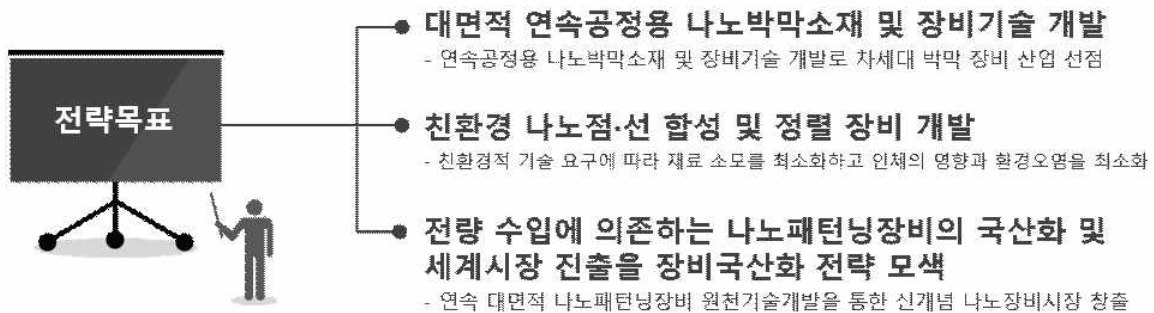 전략목표
대면적 연속공정용 나노박막소재 및 장비기술 개발
- 연속공정용 나노박막소재 및 장비기술 개발로 차세대 박막 장비 산업 선점
친환경 나노점·선 합성 및 정렬 장비 개발
- 친환경적 기술 요구에 따라 재료 소모를 최소화하고 인체의 영향과 환경오염을 최소화
전량 수입에 의존하는 나노패턴닝장비의 국산화 및
세계시장 진출을 장비국산화 전략 모색
- 연속 대면적 나노패턴닝장비 원천기술개발을 통한 신개념 나노장비시장 창출